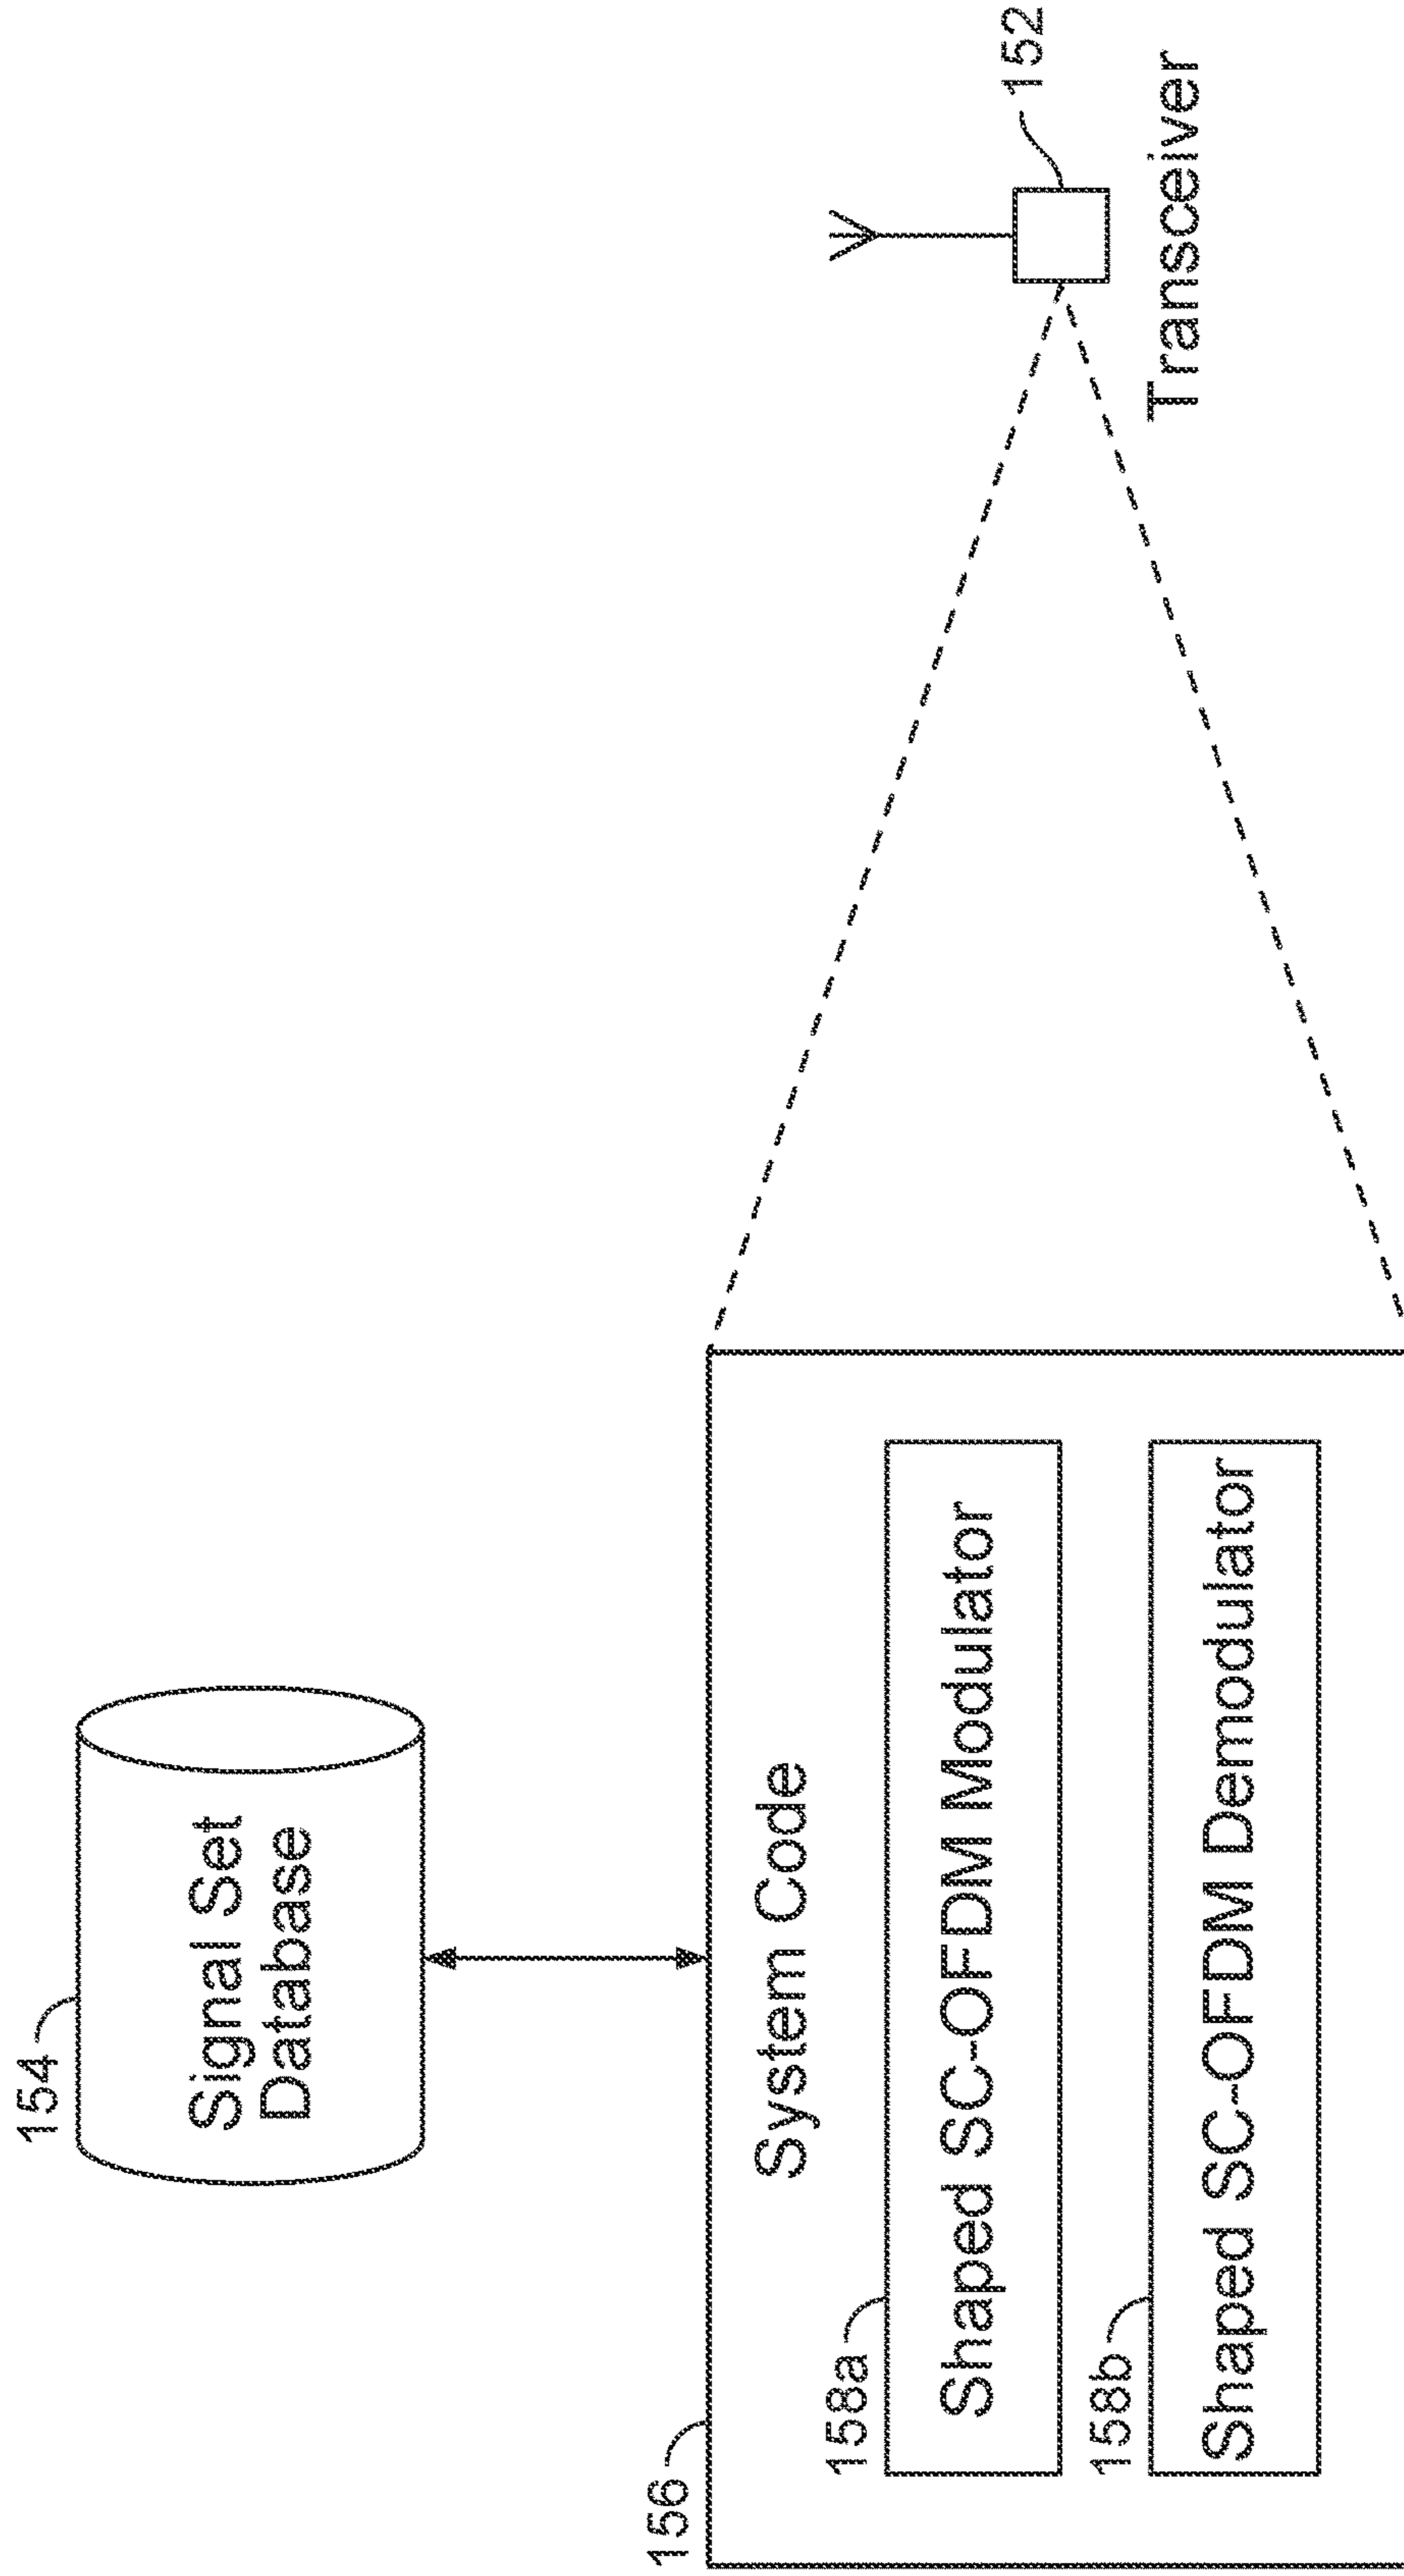 154
Signal Set
Database
156
System Code
158a
Shaped SC-OFDM Modulator
158b
Shaped SC-OFDM Demodulator
152
Transceiver